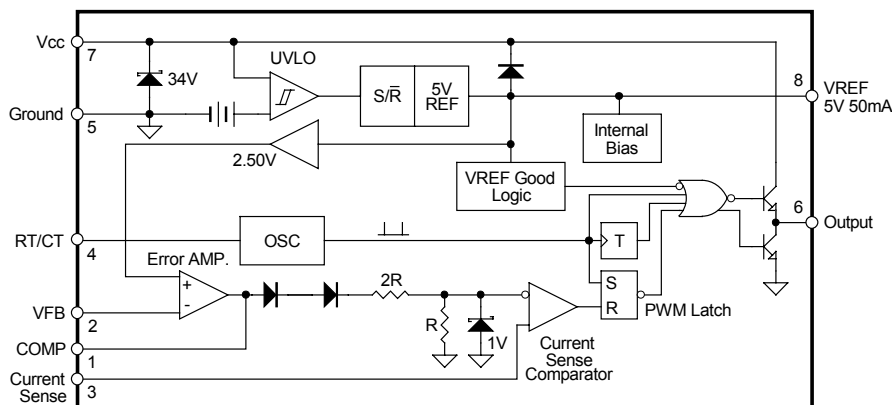 Vcc
7
UVLO
34V
S/R̅
5V
REF
8
VREF
5V 50mA
Ground
5
Internal
Bias
2.50V
VREF Good
Logic
6
Output
RT/CT
4
OSC
T
Error AMP.
+
-
2R
S
R
PWM Latch
VFB
2
R
1V
COMP
1
Current
Sense
Comparator
Current
Sense
3